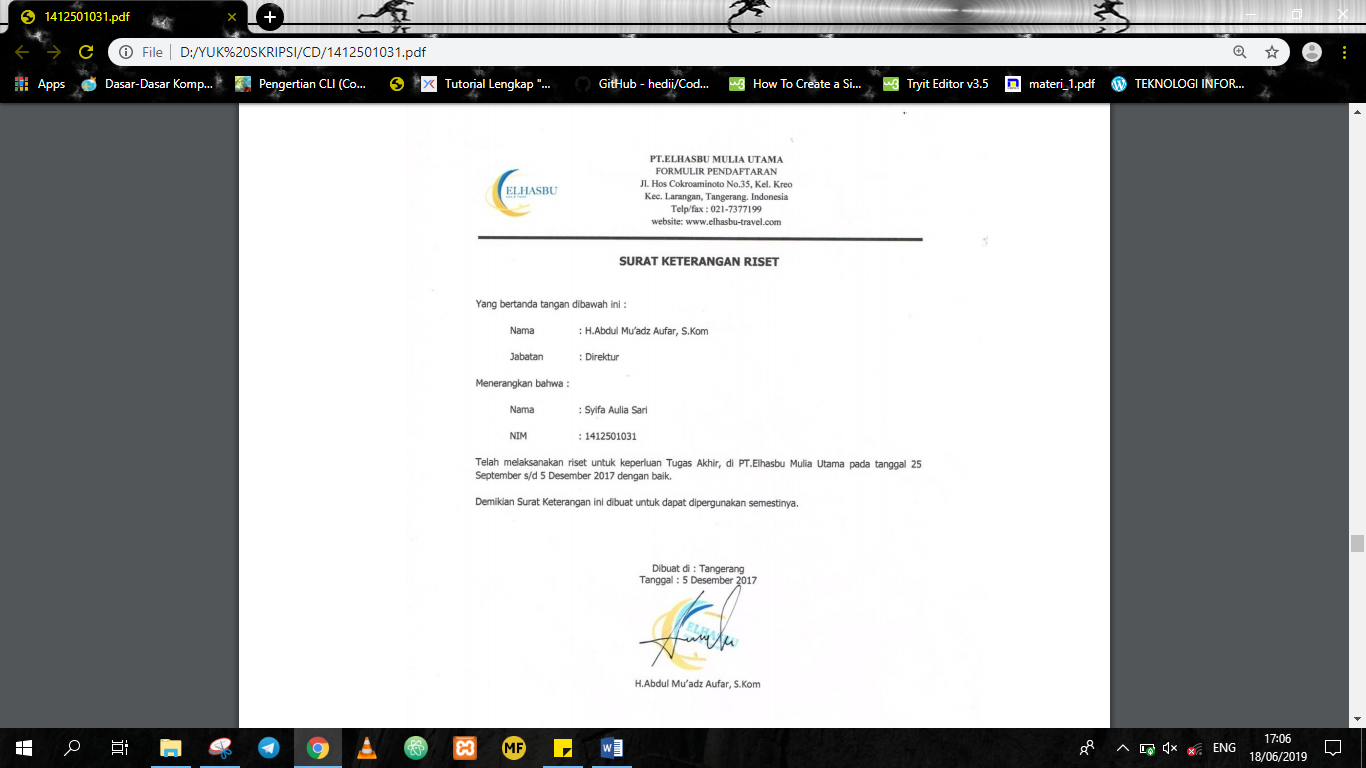 1412501031.pdf
File D:/YUK%20SKRIPSI/CD/1412501031.pdf
Apps Dasar-Dasar Komp... Pengertian CLI (Co... Tutorial Lengkap "... GitHub - hedii/Cod... How To Create a Si... Tryit Editor v3.5 materi_1.pdf TEKNOLOGI INFOR...
ELHASBU
PT.ELHASBU MULIA UTAMA
FORMULIR PENDAFTARAN
Jl. Hos Cokroaminoto No.35, Kel. Kreo
Kec. Larangan, Tangerang. Indonesia
Telp/fax : 021-7377199
website: www.elhasbu-travel.com
SURAT KETERANGAN RISET
Yang bertanda tangan dibawah ini :
Nama : H.Abdul Mu'adz Aufar, S.Kom
Jabatan : Direktur
Menerangkan bahwa :
Nama : Syifa Aulia Sari
NIM : 1412501031
Telah melaksanakan riset untuk keperluan Tugas Akhir, di PT.Elhasbu Mulia Utama pada tanggal 25
September s/d 5 Desember 2017 dengan baik.
Demikian Surat Keterangan ini dibuat untuk dapat dipergunakan semestinya.
Dibuat di : Tangerang
Tanggal : 5 Desember 2017
ELHASBU
H.Abdul Mu'adz Aufar, S.Kom
MF
ENG
17:06
18/06/2019